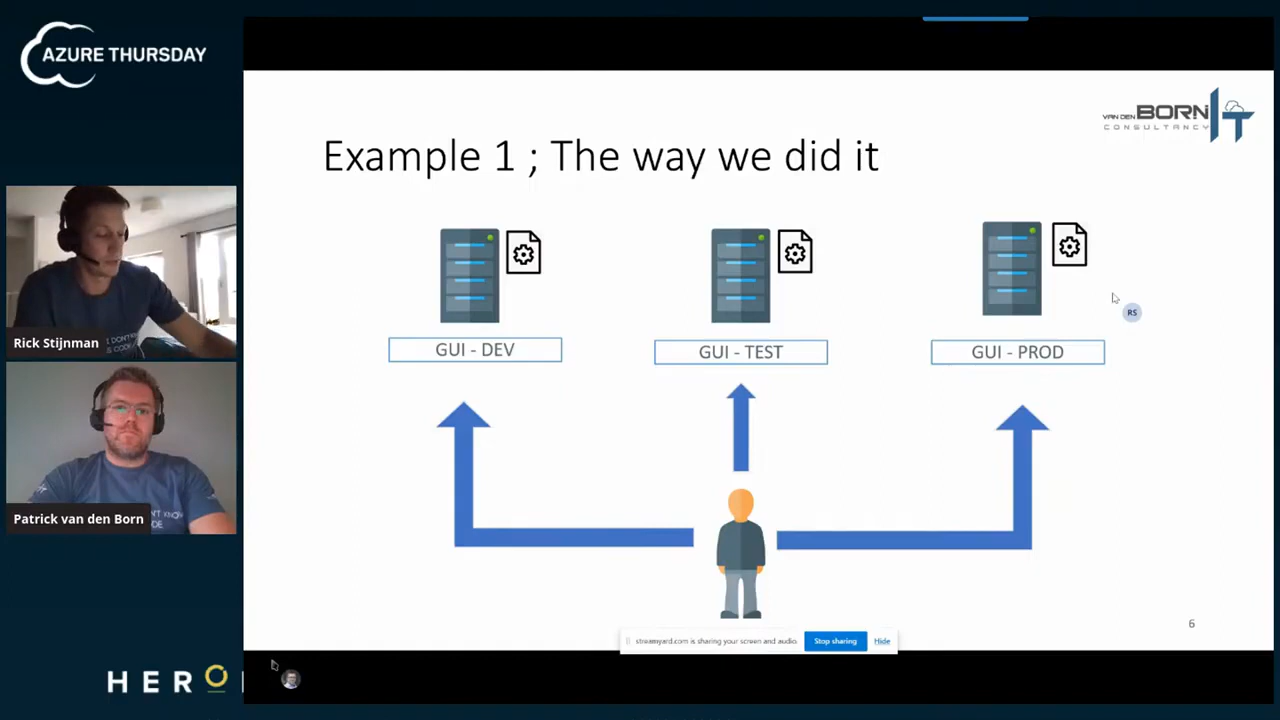 AZURE THURSDAY
VAN DEN BORN IT
CONSULTANCY
Example 1 ; The way we did it
GUI - DEV
GUI - TEST
GUI - PROD
RS
Rick Stijnman
Patrick van den Born
streamyard.com is sharing your screen and audio.
Stop sharing
Hide
6
HERO